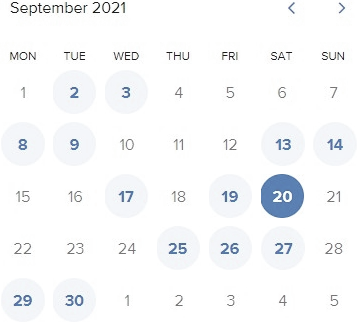 September 2021
MON TUE WED THU FRI SAT SUN
1 2 3 4 5 6 7
8 9 10 11 12 13 14
15 16 17 18 19 20 21
22 23 24 25 26 27 28
29 30 1 2 3 4 5